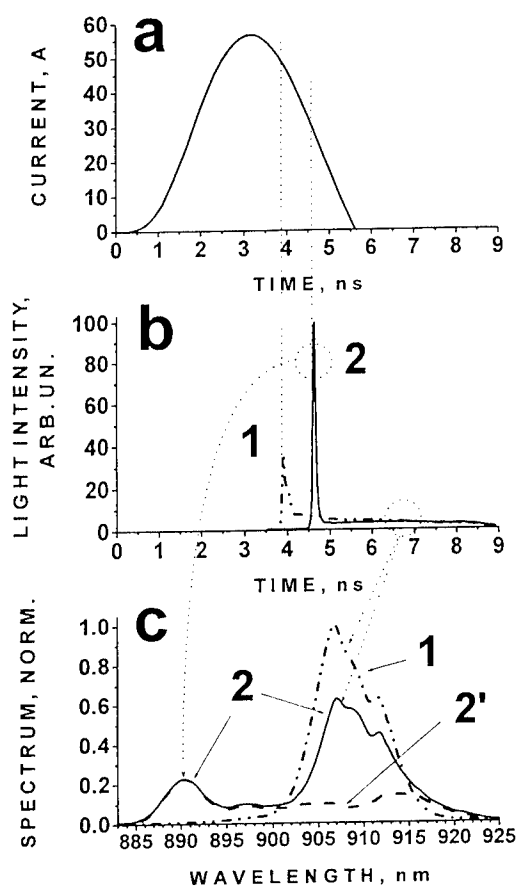 a
CURRENT, A
60
50
40
30
20
10
0
0 1 2 3 4 5 6 7 8 9
TIME, ns
b
LIGHT INTENSITY,
ARB.UN.
100
80
60
40
20
0
1
2
0 1 2 3 4 5 6 7 8 9
TIME, ns
c
SPECTRUM, NORM.
1.0
0.8
0.6
0.4
0.2
0.0
1
2
2'
885 890 895 900 905 910 915 920 925
WAVELENGTH, nm